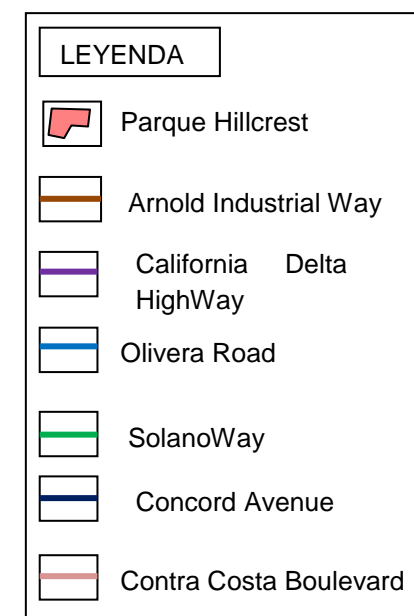 LEYENDA
Parque Hillcrest
Arnold Industrial Way
California Delta
HighWay
Olivera Road
SolanoWay
Concord Avenue
Contra Costa Boulevard